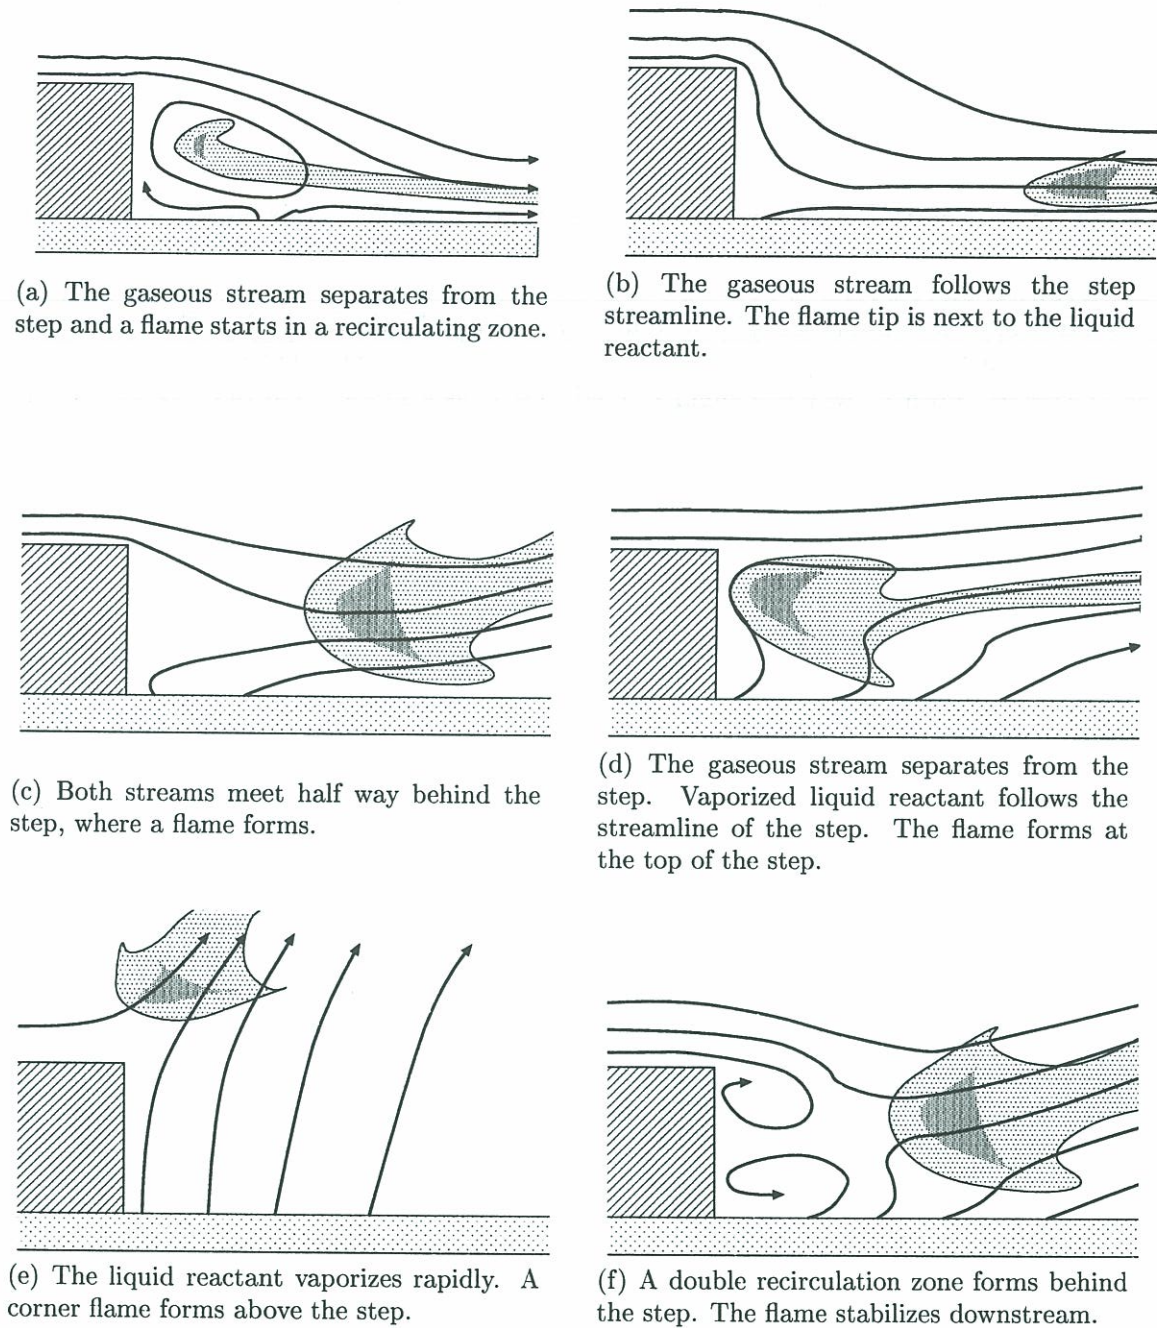 (a) The gaseous stream separates from the
step and a flame starts in a recirculating zone.
(b) The gaseous stream follows the step
streamline. The flame tip is next to the liquid
reactant.
(c) Both streams meet half way behind the
step, where a flame forms.
(d) The gaseous stream separates from the
step. Vaporized liquid reactant follows the
streamline of the step. The flame forms at
the top of the step.
(e) The liquid reactant vaporizes rapidly. A
corner flame forms above the step.
(f) A double recirculation zone forms behind
the step. The flame stabilizes downstream.